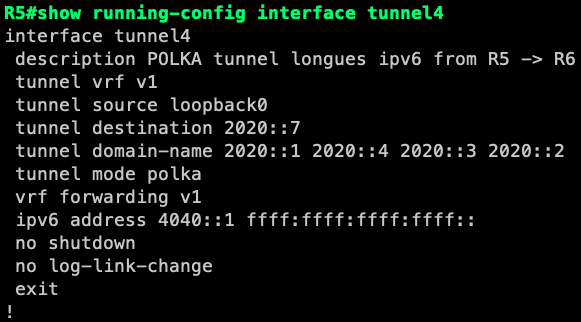 R5#show running-config interface tunnel4
interface tunnel4
description POLKA tunnel longues ipv6 from R5 -> R6
tunnel vrf v1
tunnel source loopback0
tunnel destination 2020::7
tunnel domain-name 2020::1 2020::4 2020::3 2020::2
tunnel mode polka
vrf forwarding v1
ipv6 address 4040::1 ffff:ffff:ffff:ffff::
no shutdown
no log-link-change
exit
!